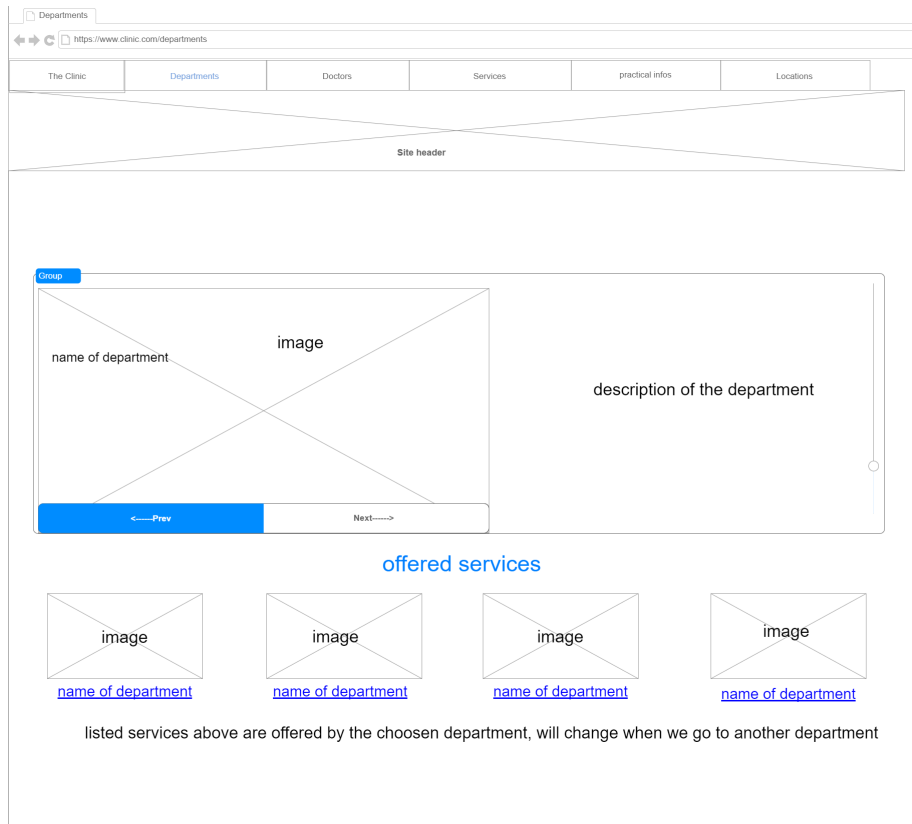 Departments
https://www.clinic.com/departments
The Clinic Departments Doctors Services practical infos Locations
Site header
Group
image
name of department
description of the department
<------Prev Next------>
offered services
image image image image
name of department name of department name of department name of department
listed services above are offered by the choosen department, will change when we go to another department